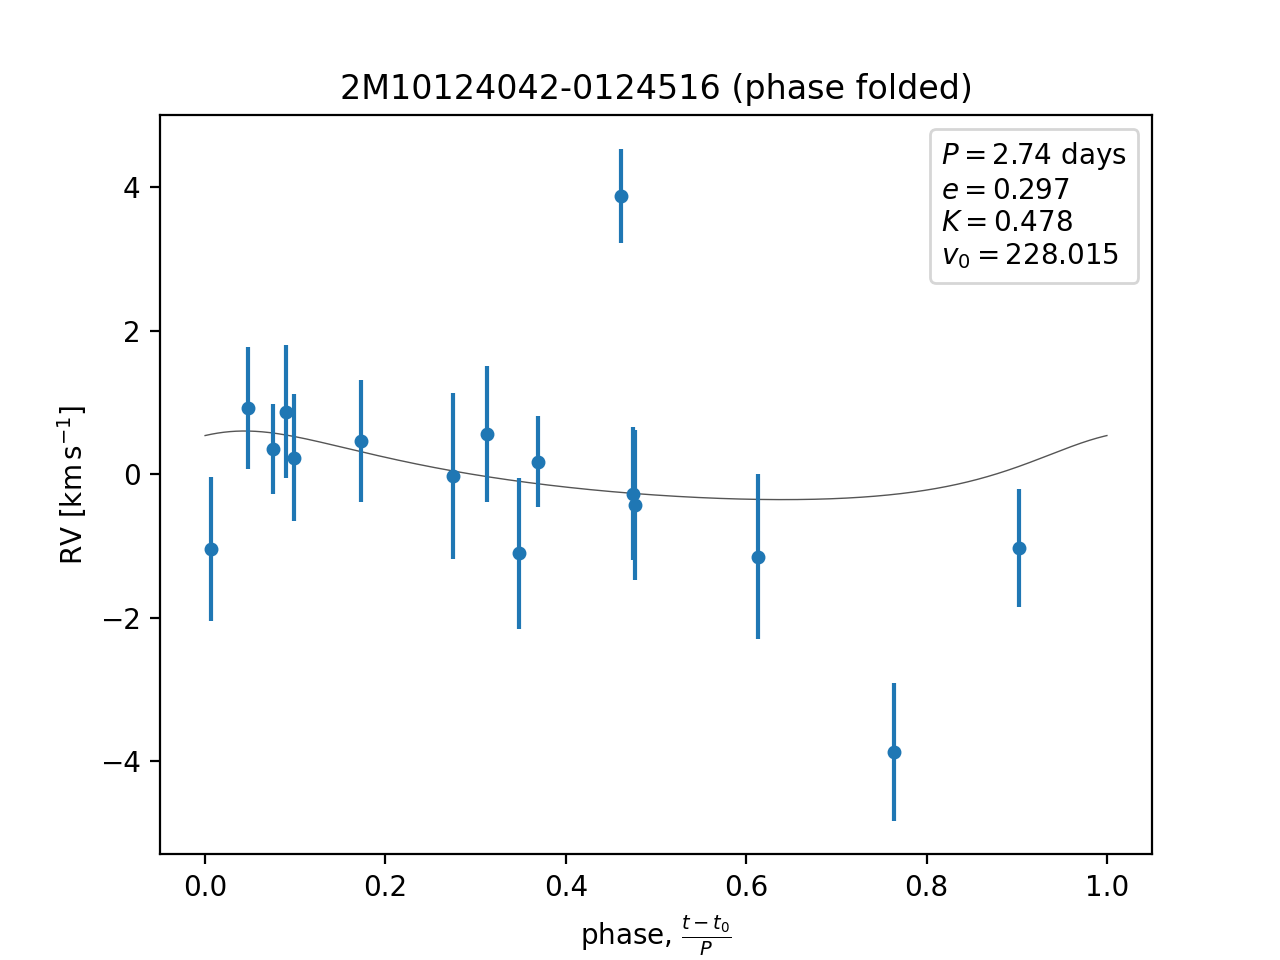 2M10124042-0124516 (phase folded)
P = 2.74 days
e = 0.297
K = 0.478
v₀ = 228.015
RV [km s⁻¹]
4
2
0
−2
−4
0.0 0.2 0.4 0.6 0.8 1.0
phase, (t − t₀)/P